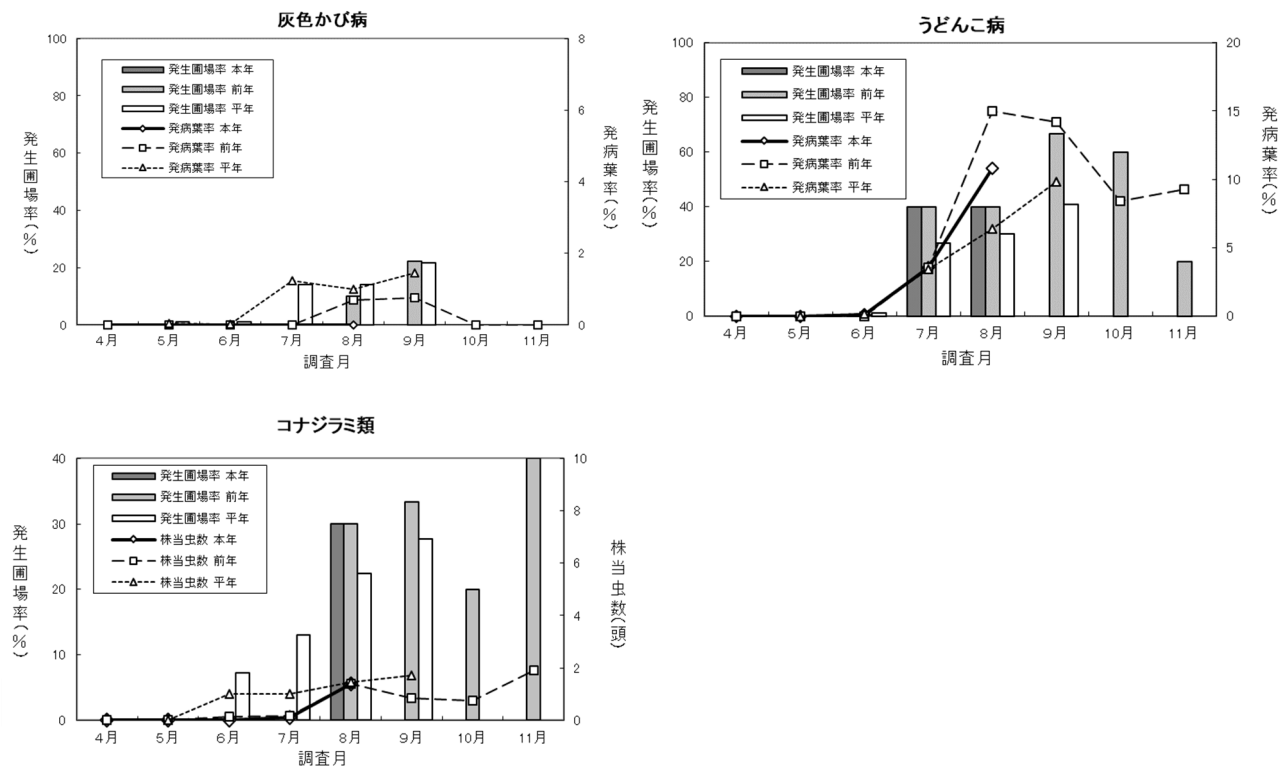 灰色かび病
100
80
60
40
20
0
発生圃場率(%)
8
6
4
2
0
発病葉率(%)
発生圃場率 本年
発生圃場率 前年
発生圃場率 平年
発病葉率 本年
発病葉率 前年
発病葉率 平年
4月 5月 6月 7月 8月 9月 10月 11月
調査月
うどんこ病
100
80
60
40
20
0
発生圃場率(%)
20
15
10
5
0
発病葉率(%)
発生圃場率 本年
発生圃場率 前年
発生圃場率 平年
発病葉率 本年
発病葉率 前年
発病葉率 平年
4月 5月 6月 7月 8月 9月 10月 11月
調査月
コナジラミ類
40
30
20
10
0
発生圃場率(%)
10
8
6
4
2
0
株当虫数(頭)
発生圃場率 本年
発生圃場率 前年
発生圃場率 平年
株当虫数 本年
株当虫数 前年
株当虫数 平年
4月 5月 6月 7月 8月 9月 10月 11月
調査月